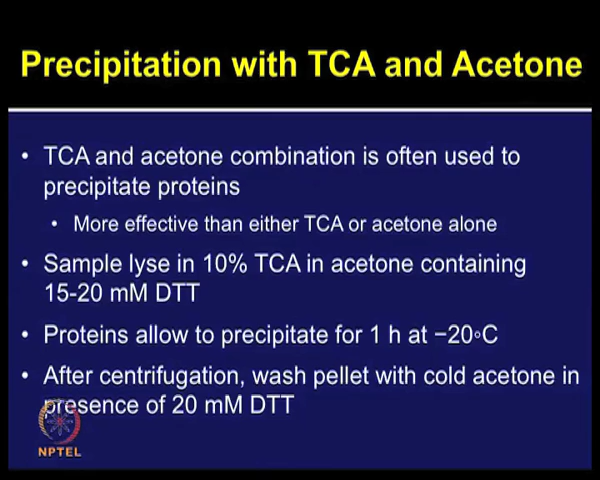 Precipitation with TCA and Acetone
• TCA and acetone combination is often used to
precipitate proteins
• More effective than either TCA or acetone alone
• Sample lyse in 10% TCA in acetone containing
15-20 mM DTT
• Proteins allow to precipitate for 1 h at −20◦C
• After centrifugation, wash pellet with cold acetone in
presence of 20 mM DTT
NPTEL